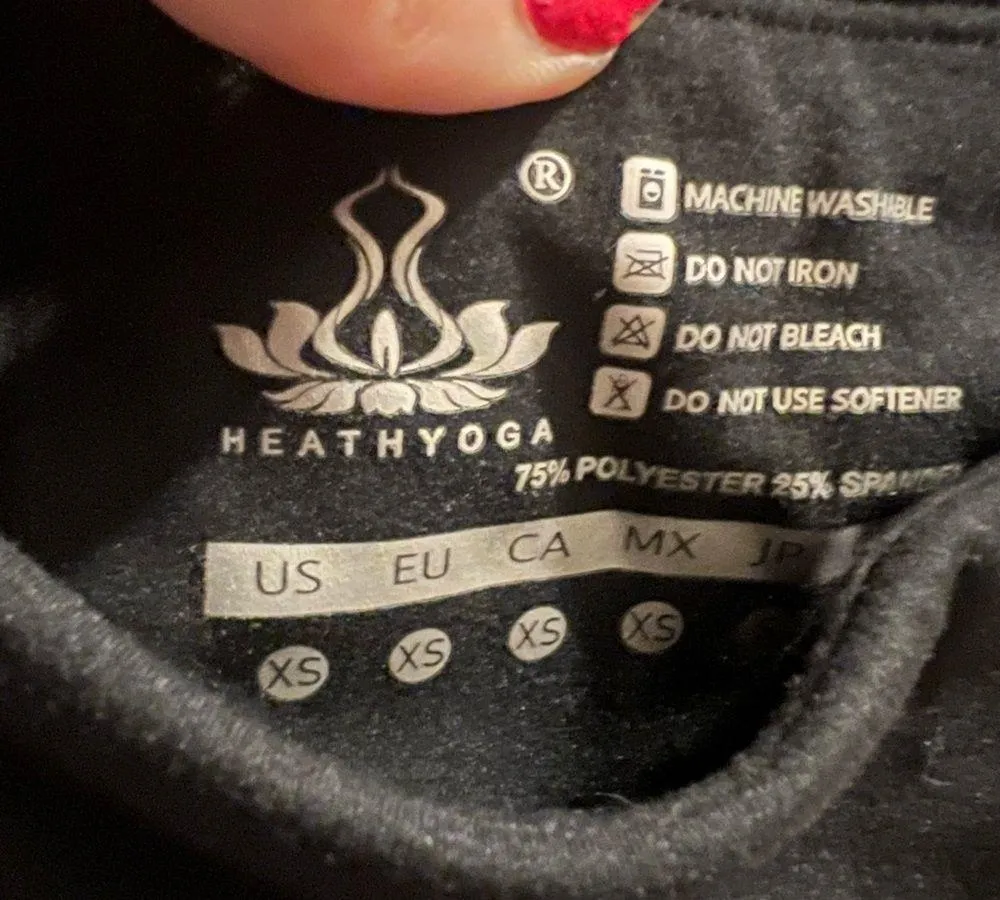 ®
MACHINE WASHABLE
DO NOT IRON
DO NOT BLEACH
DO NOT USE SOFTENER
HEATHYOGA
75% POLYESTER 25%
US EU CA MX JP
XS XS XS XS